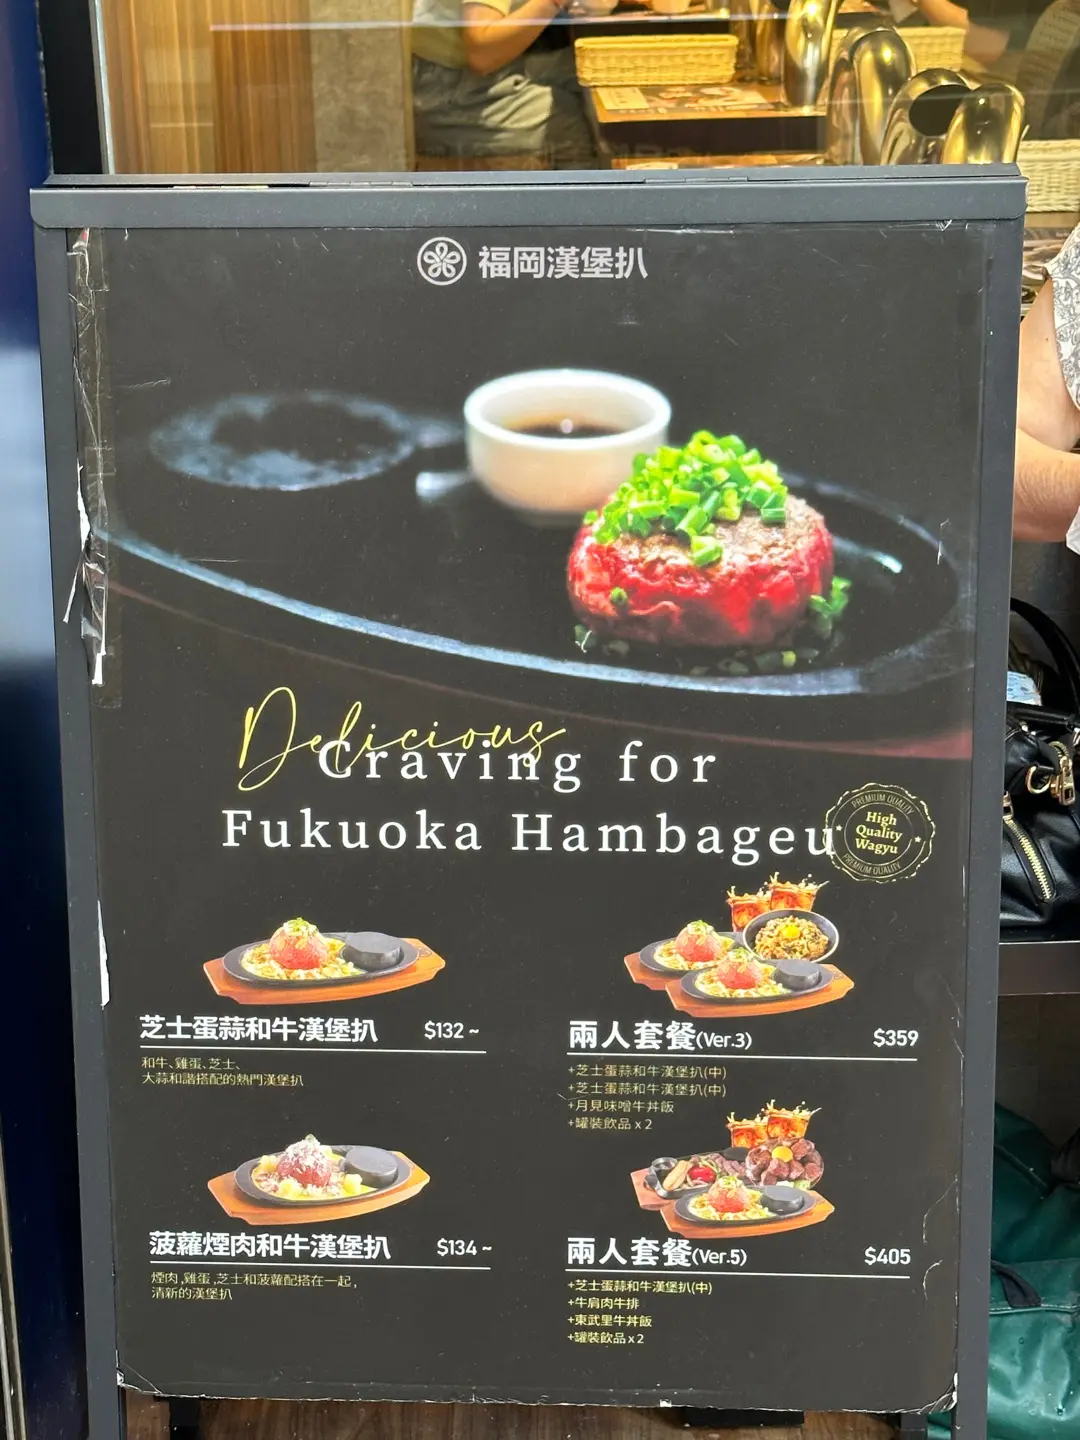 福岡漢堡扒
Delicious
Craving for
Fukuoka Hambageu
PREMIUM QUALITY
High
Quality
Wagyu
PREMIUM QUALITY
芝士蛋蒜和牛漢堡扒 $132 ~
和牛、雞蛋、芝士、
大蒜和諧搭配的熱門漢堡扒
兩人套餐(Ver.3) $359
+芝士蛋蒜和牛漢堡扒(中)
+芝士蛋蒜和牛漢堡扒(中)
+月見味噌牛丼飯
+罐裝飲品 x 2
菠蘿煙肉和牛漢堡扒 $134 ~
煙肉,雞蛋,芝士和菠蘿配搭在一起,
清新的漢堡扒
兩人套餐(Ver.5) $405
+芝士蛋蒜和牛漢堡扒(中)
+牛肩肉牛排
+東武里牛丼飯
+罐裝飲品 x 2